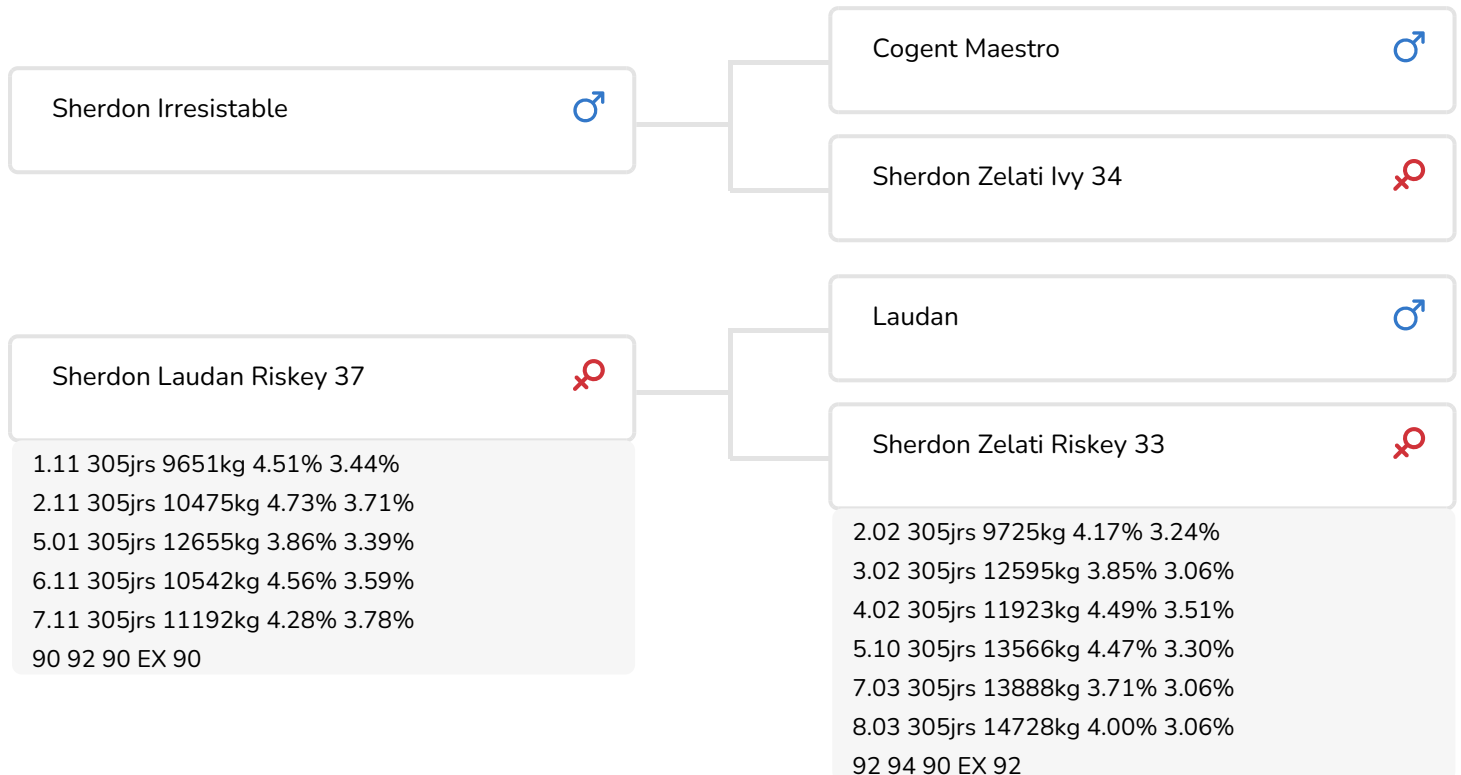 Sherdon Irresistable
Cogent Maestro
Sherdon Zelati Ivy 34
Sherdon Laudan Riskey 37
1.11 305jrs 9651kg 4.51% 3.44%
2.11 305jrs 10475kg 4.73% 3.71%
5.01 305jrs 12655kg 3.86% 3.39%
6.11 305jrs 10542kg 4.56% 3.59%
7.11 305jrs 11192kg 4.28% 3.78%
90 92 90 EX 90
Laudan
Sherdon Zelati Riskey 33
2.02 305jrs 9725kg 4.17% 3.24%
3.02 305jrs 12595kg 3.85% 3.06%
4.02 305jrs 11923kg 4.49% 3.51%
5.10 305jrs 13566kg 4.47% 3.30%
7.03 305jrs 13888kg 3.71% 3.06%
8.03 305jrs 14728kg 4.00% 3.06%
92 94 90 EX 92